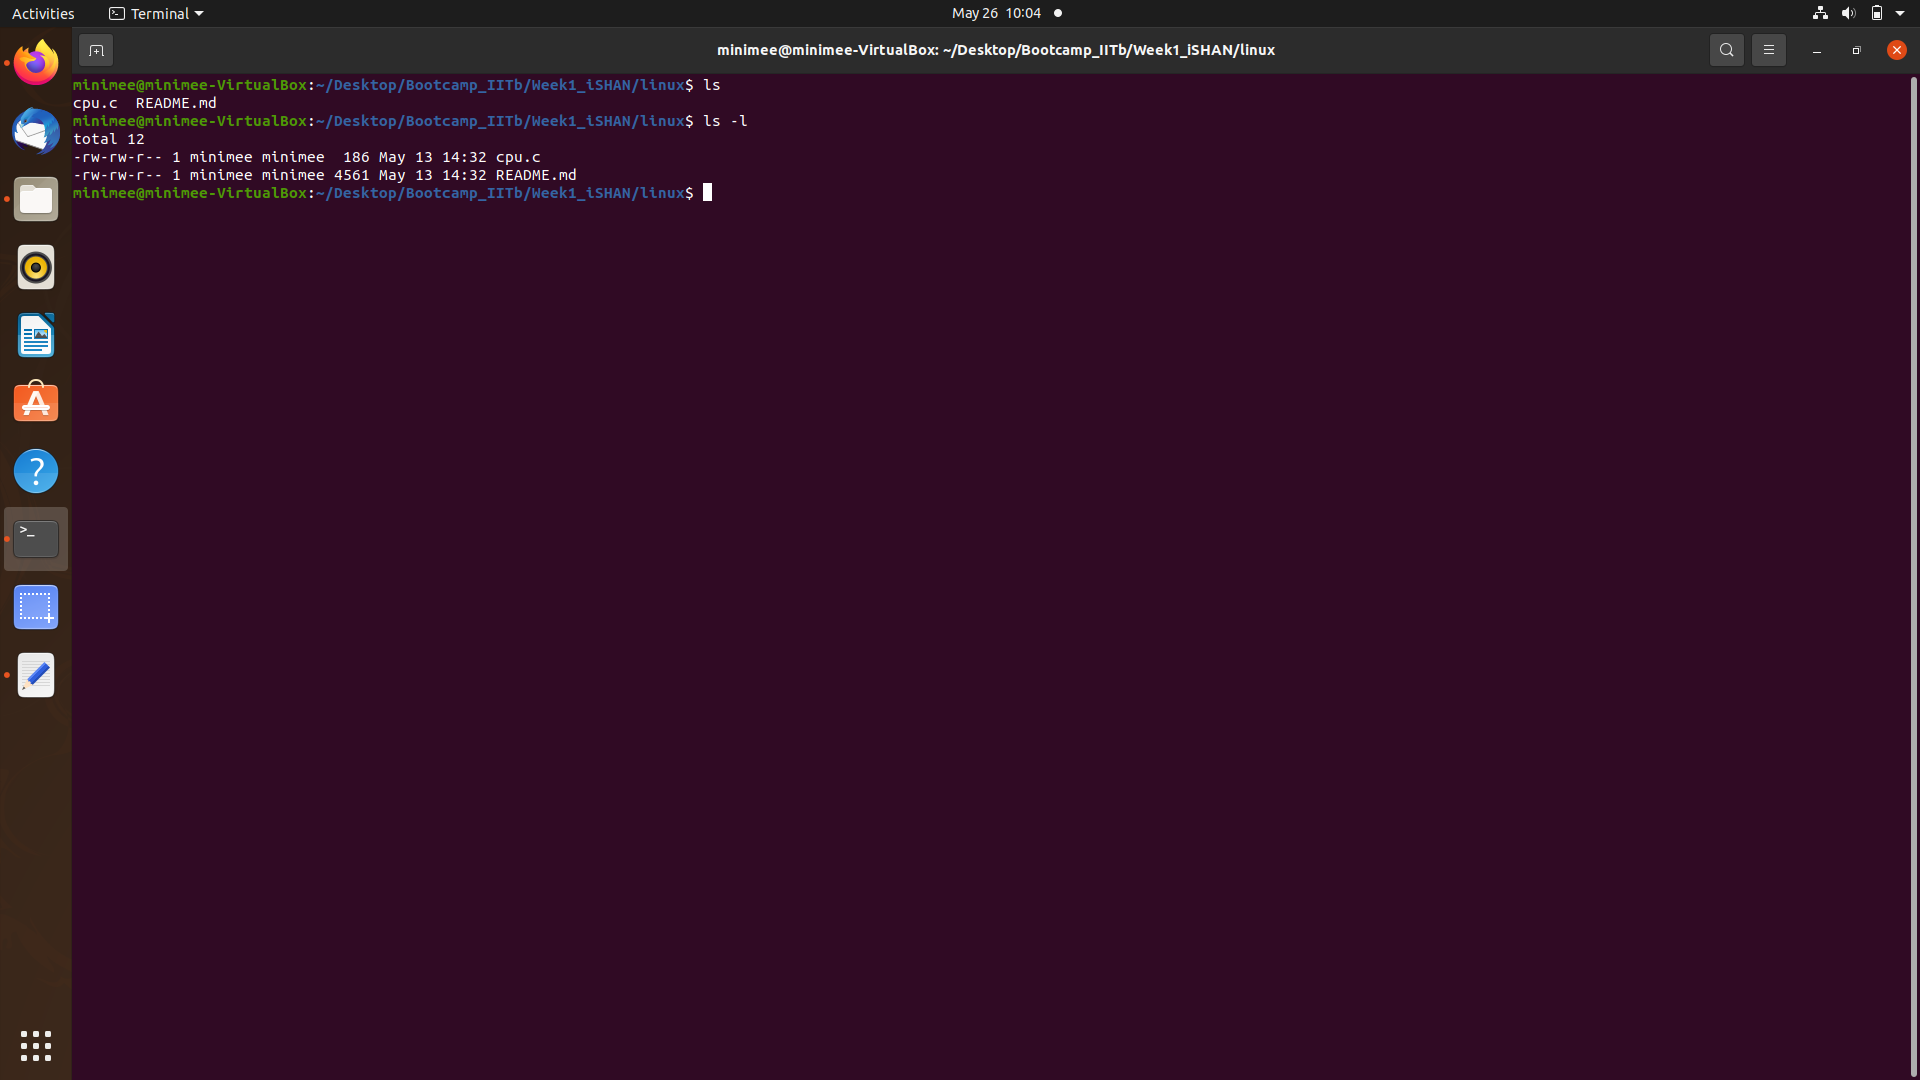 Activities Terminal May 26 10:04
minimee@minimee-VirtualBox: ~/Desktop/Bootcamp_IITb/Week1_iSHAN/linux
minimee@minimee-VirtualBox:~/Desktop/Bootcamp_IITb/Week1_iSHAN/linux$ ls
cpu.c  README.md
minimee@minimee-VirtualBox:~/Desktop/Bootcamp_IITb/Week1_iSHAN/linux$ ls -l
total 12
-rw-rw-r-- 1 minimee minimee  186 May 13 14:32 cpu.c
-rw-rw-r-- 1 minimee minimee 4561 May 13 14:32 README.md
minimee@minimee-VirtualBox:~/Desktop/Bootcamp_IITb/Week1_iSHAN/linux$